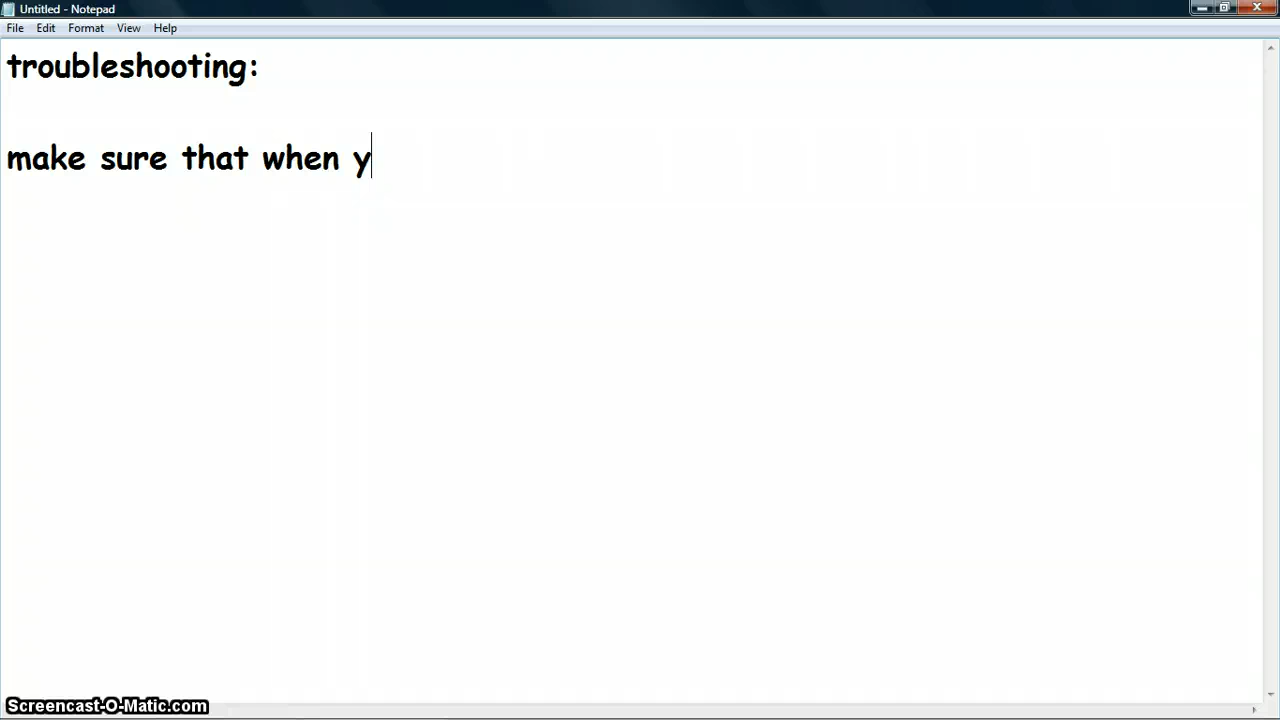 Untitled - Notepad
File Edit Format View Help
troubleshooting:
make sure that when y
Screencast-O-Matic.com